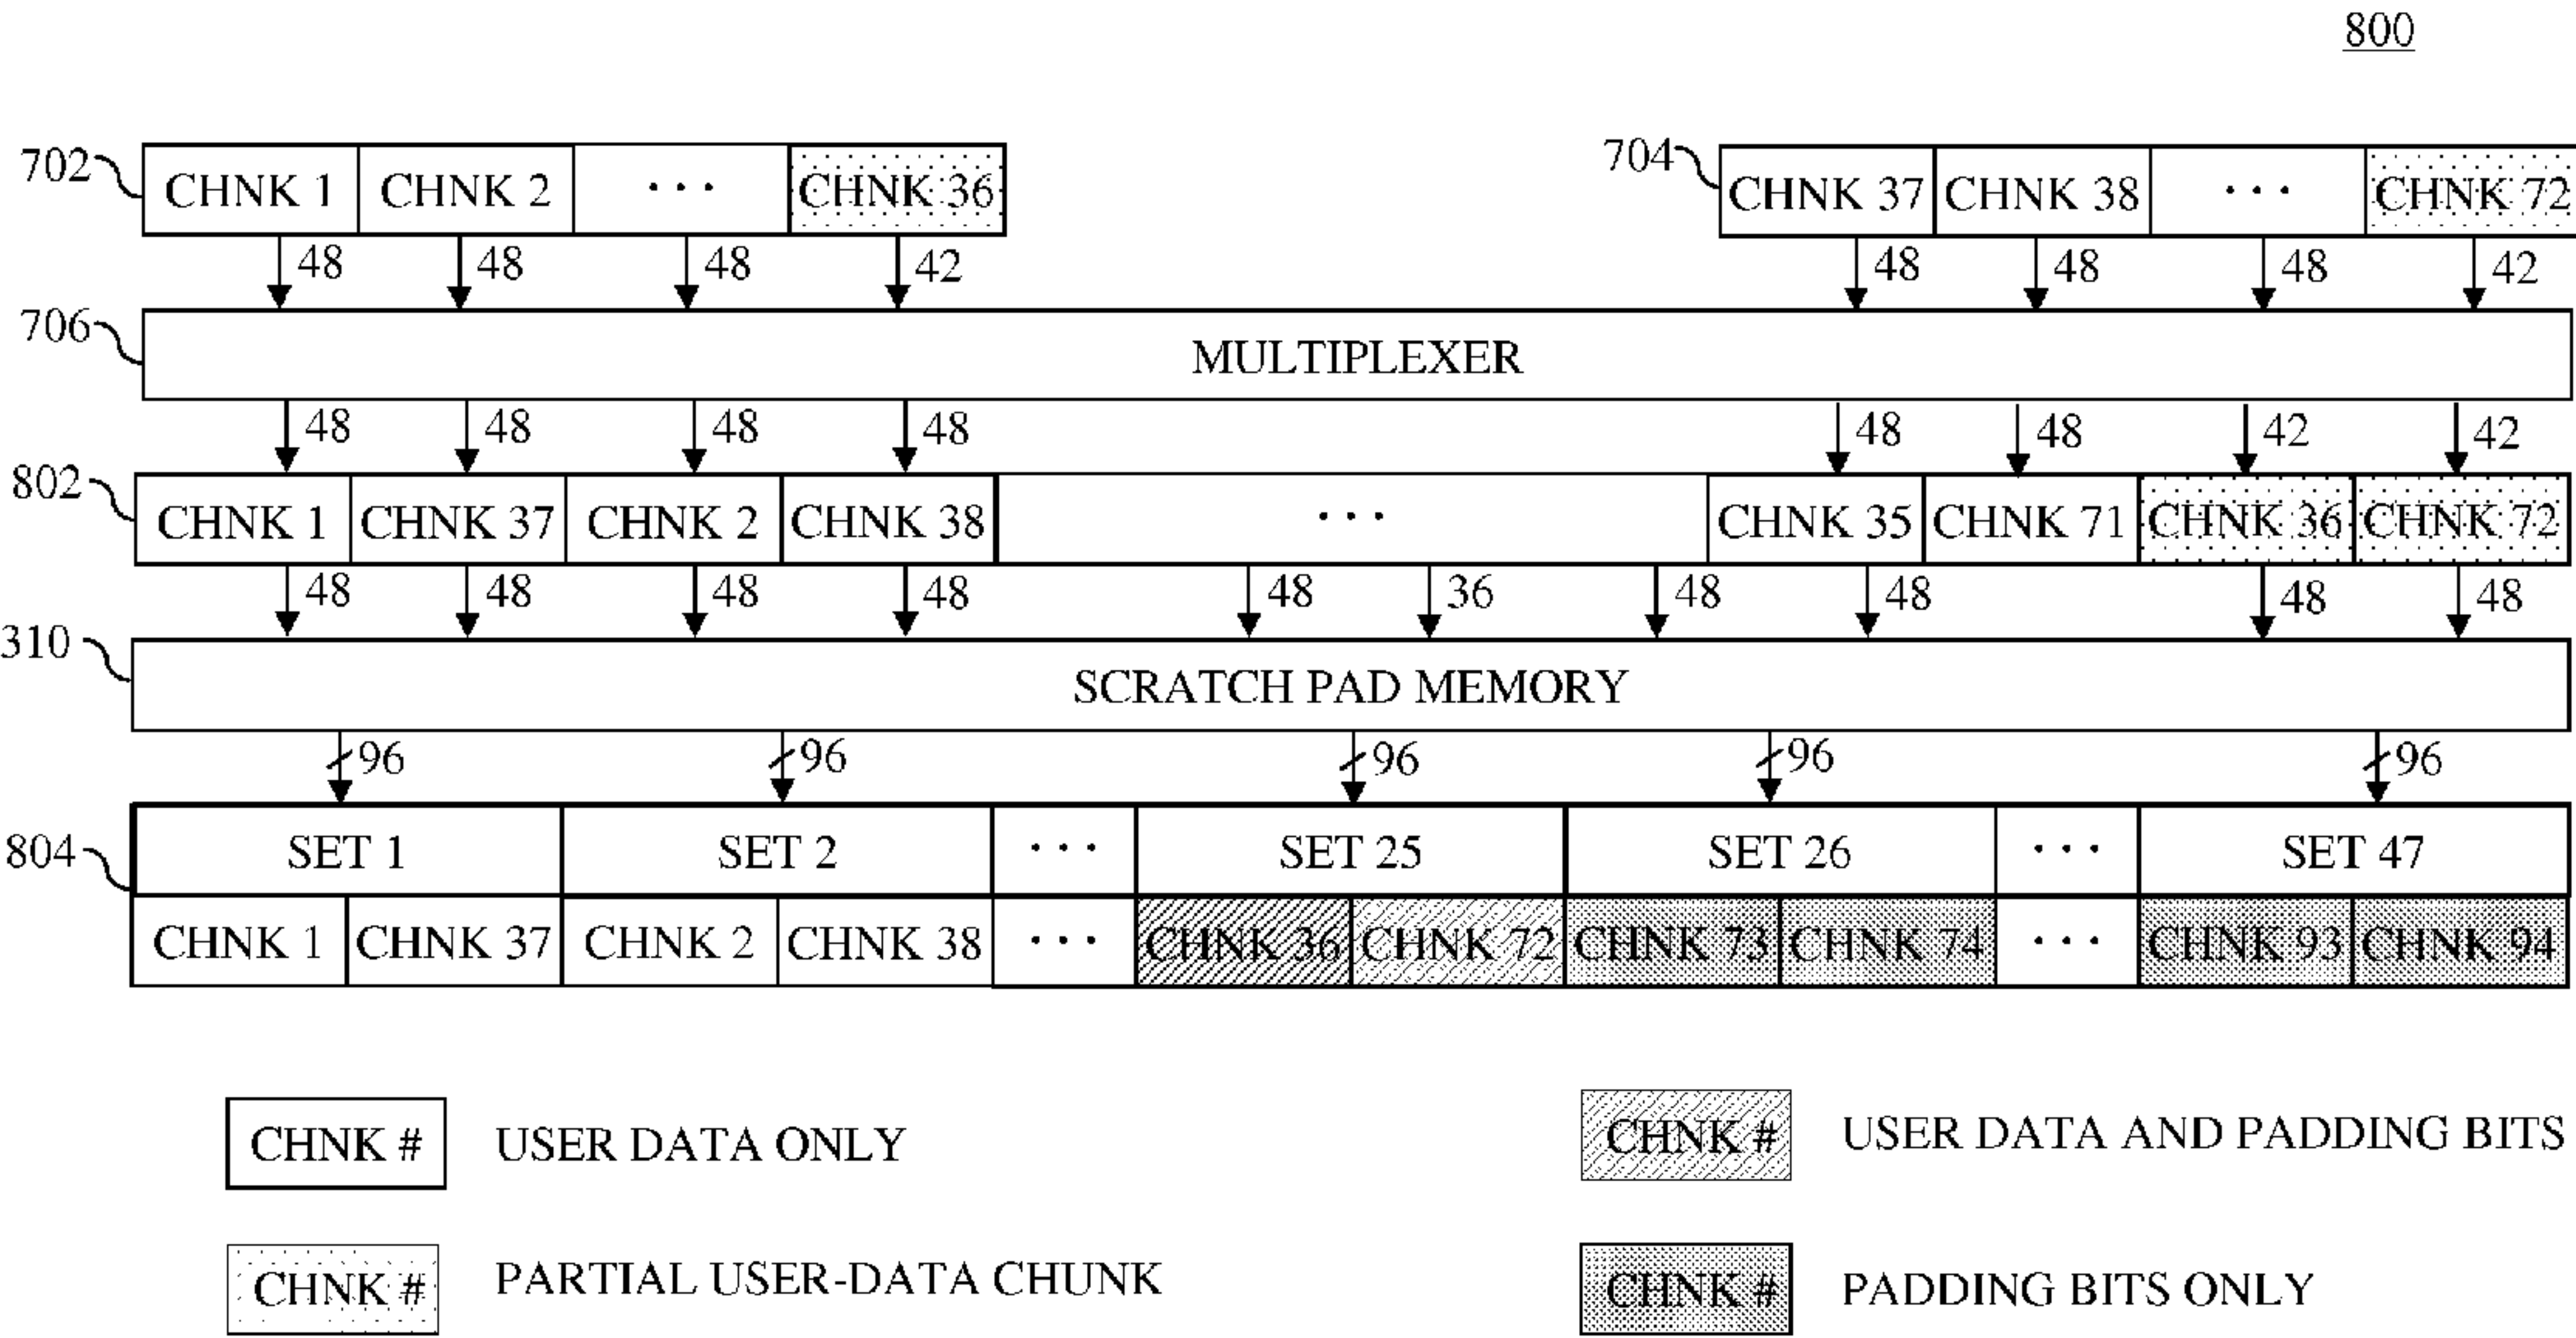 800
702 CHNK 1 CHNK 2 ... CHNK 36 704 CHNK 37 CHNK 38 ... CHNK 72
48 48 48 42 48 48 48 42
706 MULTIPLEXER
48 48 48 48 48 48 42 42
802 CHNK 1 CHNK 37 CHNK 2 CHNK 38 ... CHNK 35 CHNK 71 CHNK 36 CHNK 72
48 48 48 48 48 36 48 48 48 48
310 SCRATCH PAD MEMORY
96 96 96 96 96
804 SET 1 SET 2 ... SET 25 SET 26 ... SET 47
CHNK 1 CHNK 37 CHNK 2 CHNK 38 ... CHNK 36 CHNK 72 CHNK 73 CHNK 74 ... CHNK 93 CHNK 94
CHNK # USER DATA ONLY CHNK # USER DATA AND PADDING BITS
CHNK # PARTIAL USER-DATA CHUNK CHNK # PADDING BITS ONLY